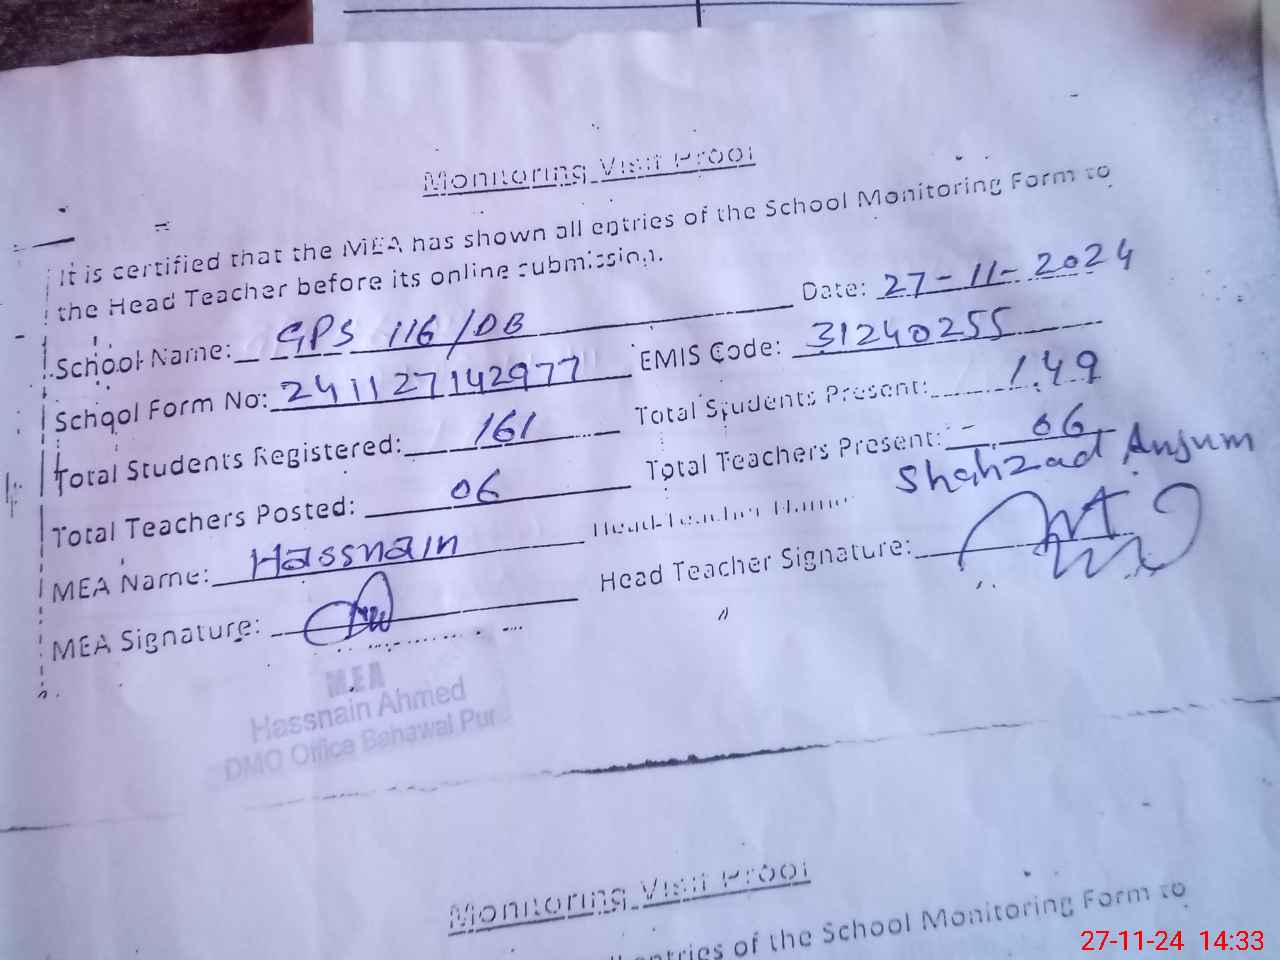 Monitoring Visit Proof
It is certified that the MEA has shown all entries of the School Monitoring Form to
the Head Teacher before its online submission.
Date: 27-11-2024
School Name: GPS 116/DB
EMIS Code: 31240255
School Form No: 241127142977
Total Students Present: 149
Total Students Registered: 161
Total Teachers Present: 06
Total Teachers Posted: 06
Head Teacher Name: Shahzad Anjum
MEA Name: Hassnain
Head Teacher Signature:
MEA Signature:
MEA
Hassnain Ahmed
DMO Office Bahawal Pur
Monitoring Visit Proof
entries of the School Monitoring Form to
27-11-24 14:33